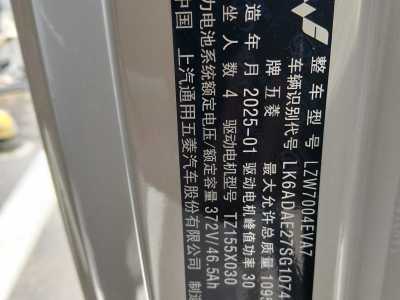 整车型号 LZW7004EVA7
车辆识别代号 LK6ADAE27SG1074
牌 五菱 最大允许总质量 109
造年月 2025-01 驱动电机峰值功率 30
坐人数 4 驱动电机型号 TZ155X030
力电池系统额定电压/额定容量 372V/46.5Ah
中国 上汽通用五菱汽车股份有限公司 制造